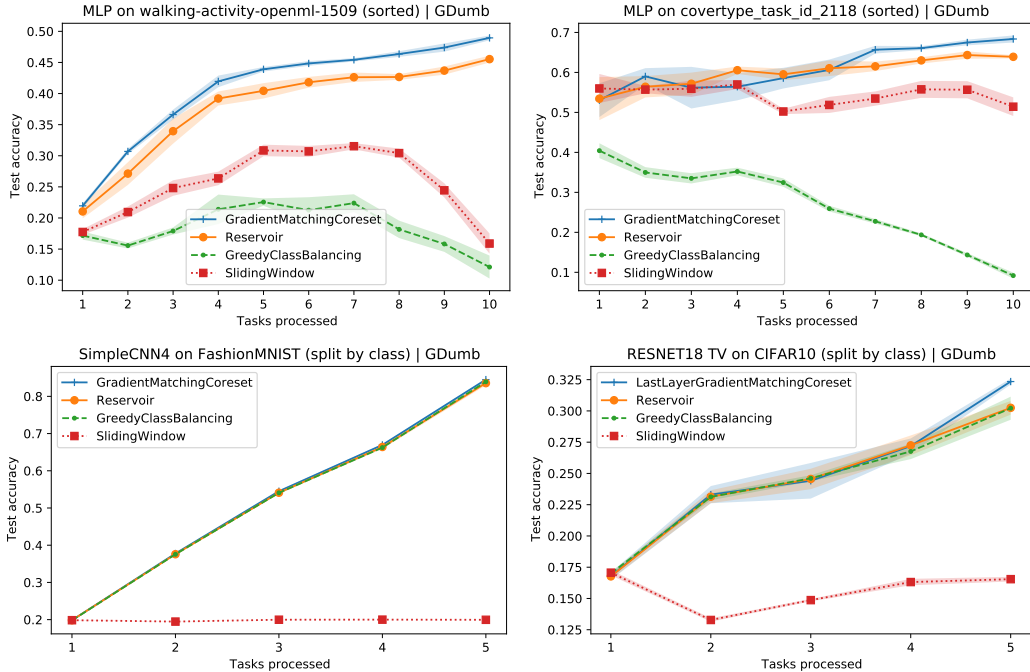 MLP on walking-activity-openml-1509 (sorted) | GDumb
Test accuracy
0.50
0.45
0.40
0.35
0.30
0.25
0.20
0.15
0.10
GradientMatchingCoreset
Reservoir
GreedyClassBalancing
SlidingWindow
1 2 3 4 5 6 7 8 9 10
Tasks processed
MLP on covertype_task_id_2118 (sorted) | GDumb
Test accuracy
0.7
0.6
0.5
0.4
0.3
0.2
0.1
GradientMatchingCoreset
Reservoir
GreedyClassBalancing
SlidingWindow
1 2 3 4 5 6 7 8 9 10
Tasks processed
SimpleCNN4 on FashionMNIST (split by class) | GDumb
Test accuracy
0.8
0.7
0.6
0.5
0.4
0.3
0.2
GradientMatchingCoreset
Reservoir
GreedyClassBalancing
SlidingWindow
1 2 3 4 5
Tasks processed
RESNET18 TV on CIFAR10 (split by class) | GDumb
Test accuracy
0.325
0.300
0.275
0.250
0.225
0.200
0.175
0.150
0.125
LastLayerGradientMatchingCoreset
Reservoir
GreedyClassBalancing
SlidingWindow
1 2 3 4 5
Tasks processed